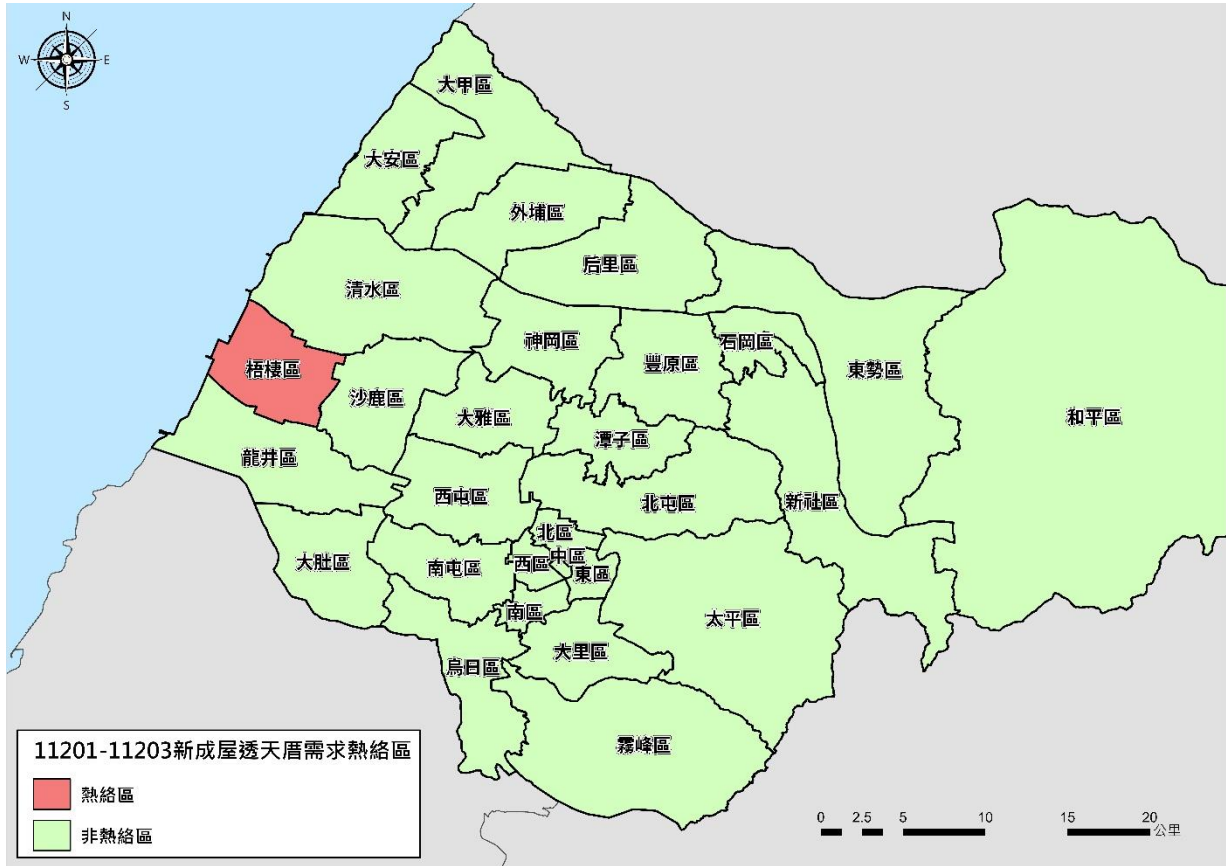 N
W E
S
大甲區
大安區
外埔區
后里區
清水區
神岡區
豐原區
石岡區
梧棲區
沙鹿區
大雅區
潭子區
東勢區
和平區
龍井區
西屯區
北屯區
新社區
大肚區
南屯區
北區
中區
西區
東區
南區
太平區
大里區
烏日區
霧峰區
11201-11203新成屋透天厝需求熱絡區
熱絡區
非熱絡區
0 2.5 5 10 15 20
公里